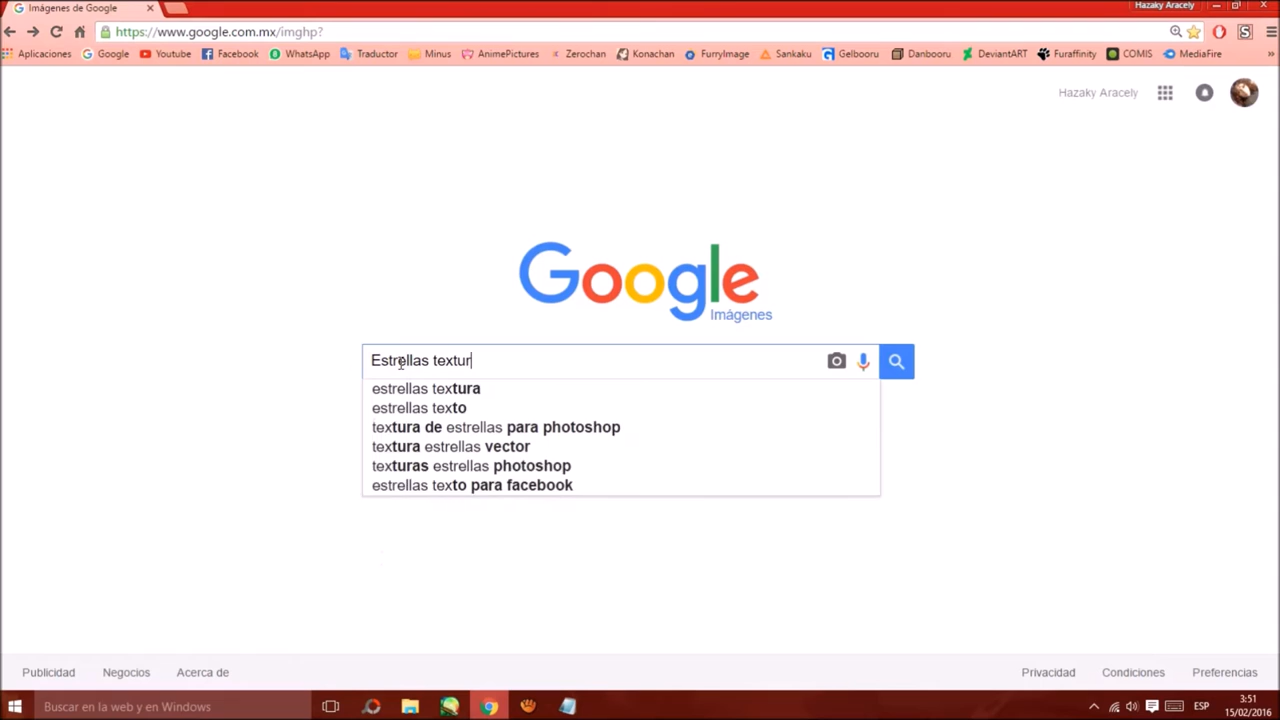 Imágenes de Google
Hazaky Aracely
https://www.google.com.mx/imghp?
Aplicaciones Google Youtube Facebook WhatsApp Traductor Minus AnimePictures Zerochan Konachan FurryImage Sankaku Gelbooru Danbooru DeviantART Furaffinity COMIS MediaFire »
Hazaky Aracely
Google
Imágenes
Estrellas textur
estrellas textura
estrellas texto
textura de estrellas para photoshop
textura estrellas vector
texturas estrellas photoshop
estrellas texto para facebook
Publicidad Negocios Acerca de Privacidad Condiciones Preferencias
Buscar en la web y en Windows
ESP
3:51
15/02/2016